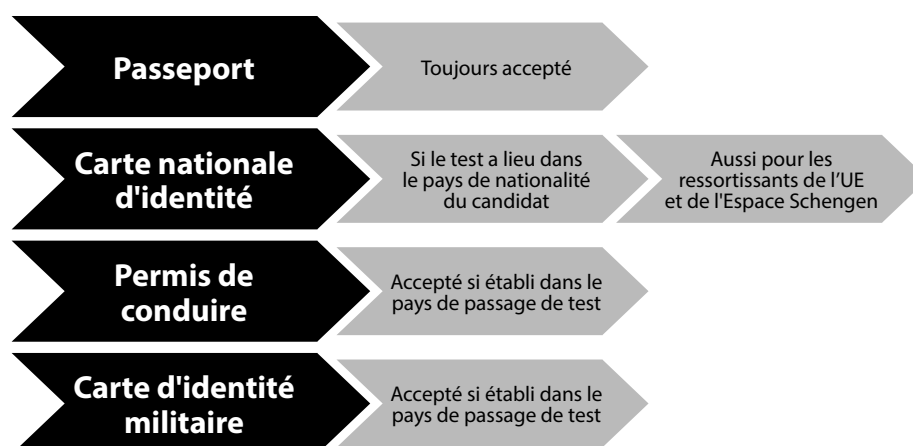 Passeport
Toujours accepté
Carte nationale
d'identité
Si le test a lieu dans
le pays de nationalité
du candidat
Aussi pour les
ressortissants de l'UE
et de l'Espace Schengen
Permis de
conduire
Accepté si établi dans le
pays de passage de test
Carte d'identité
militaire
Accepté si établi dans le
pays de passage de test